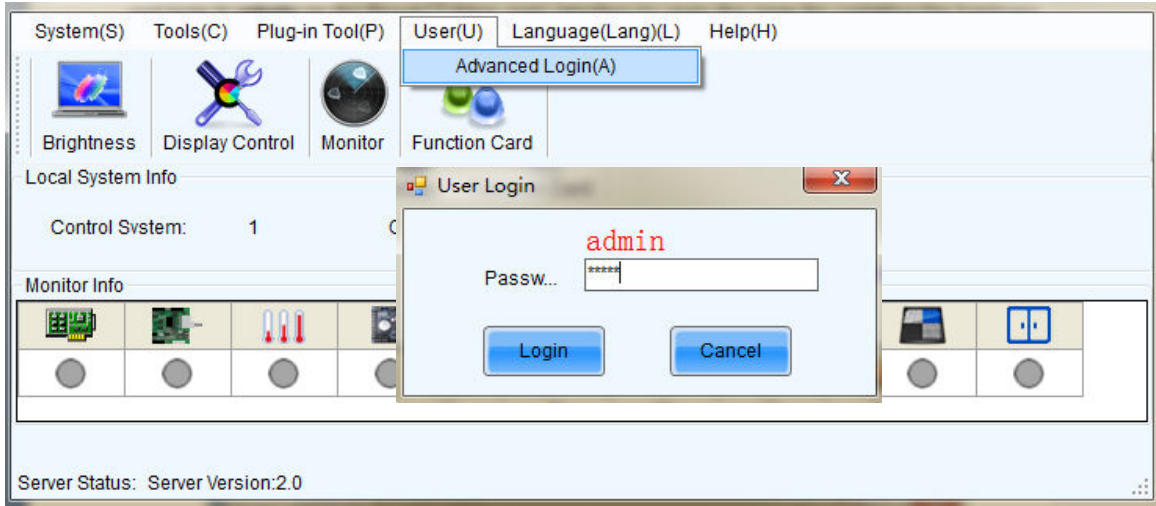 System(S) Tools(C) Plug-in Tool(P) User(U) Language(Lang)(L) Help(H)
Advanced Login(A)
Brightness Display Control Monitor Function Card
Local System Info
User Login
Control System: 1
admin
Passw... *****
Monitor Info
Login Cancel
Server Status: Server Version:2.0